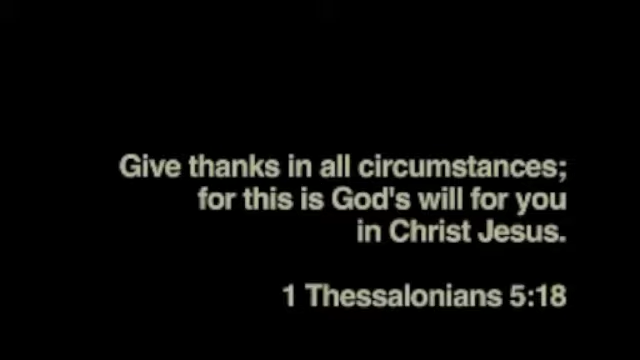 Give thanks in all circumstances;
for this is God's will for you
in Christ Jesus.
1 Thessalonians 5:18